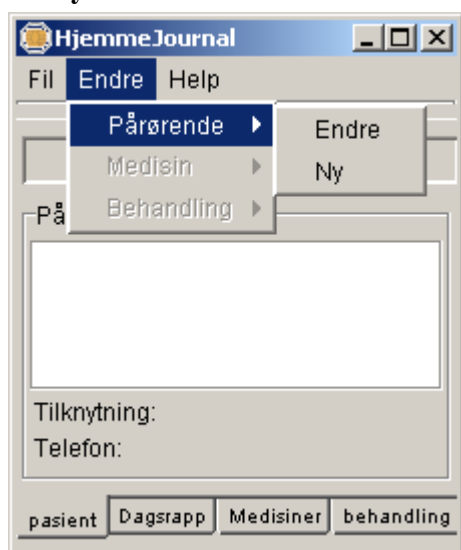 HjemmeJournal
Fil Endre Help
Pårørende Endre
Medisin Ny
Behandling
På
Tilknytning:
Telefon:
pasient Dagsrapp Medisiner behandling